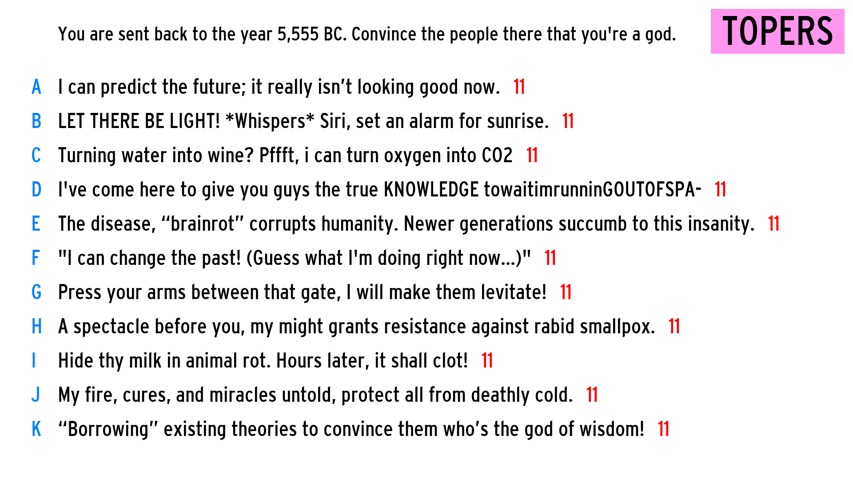 You are sent back to the year 5,555 BC. Convince the people there that you're a god.
TOPERS
A I can predict the future; it really isn’t looking good now. 11
B LET THERE BE LIGHT! *Whispers* Siri, set an alarm for sunrise. 11
C Turning water into wine? Pffft, i can turn oxygen into CO2 11
D I've come here to give you guys the true KNOWLEDGE towaitimrunninGOUTOFSPA- 11
E The disease, “brainrot” corrupts humanity. Newer generations succumb to this insanity. 11
F "I can change the past! (Guess what I'm doing right now...)" 11
G Press your arms between that gate, I will make them levitate! 11
H A spectacle before you, my might grants resistance against rabid smallpox. 11
I Hide thy milk in animal rot. Hours later, it shall clot! 11
J My fire, cures, and miracles untold, protect all from deathly cold. 11
K “Borrowing” existing theories to convince them who’s the god of wisdom! 11